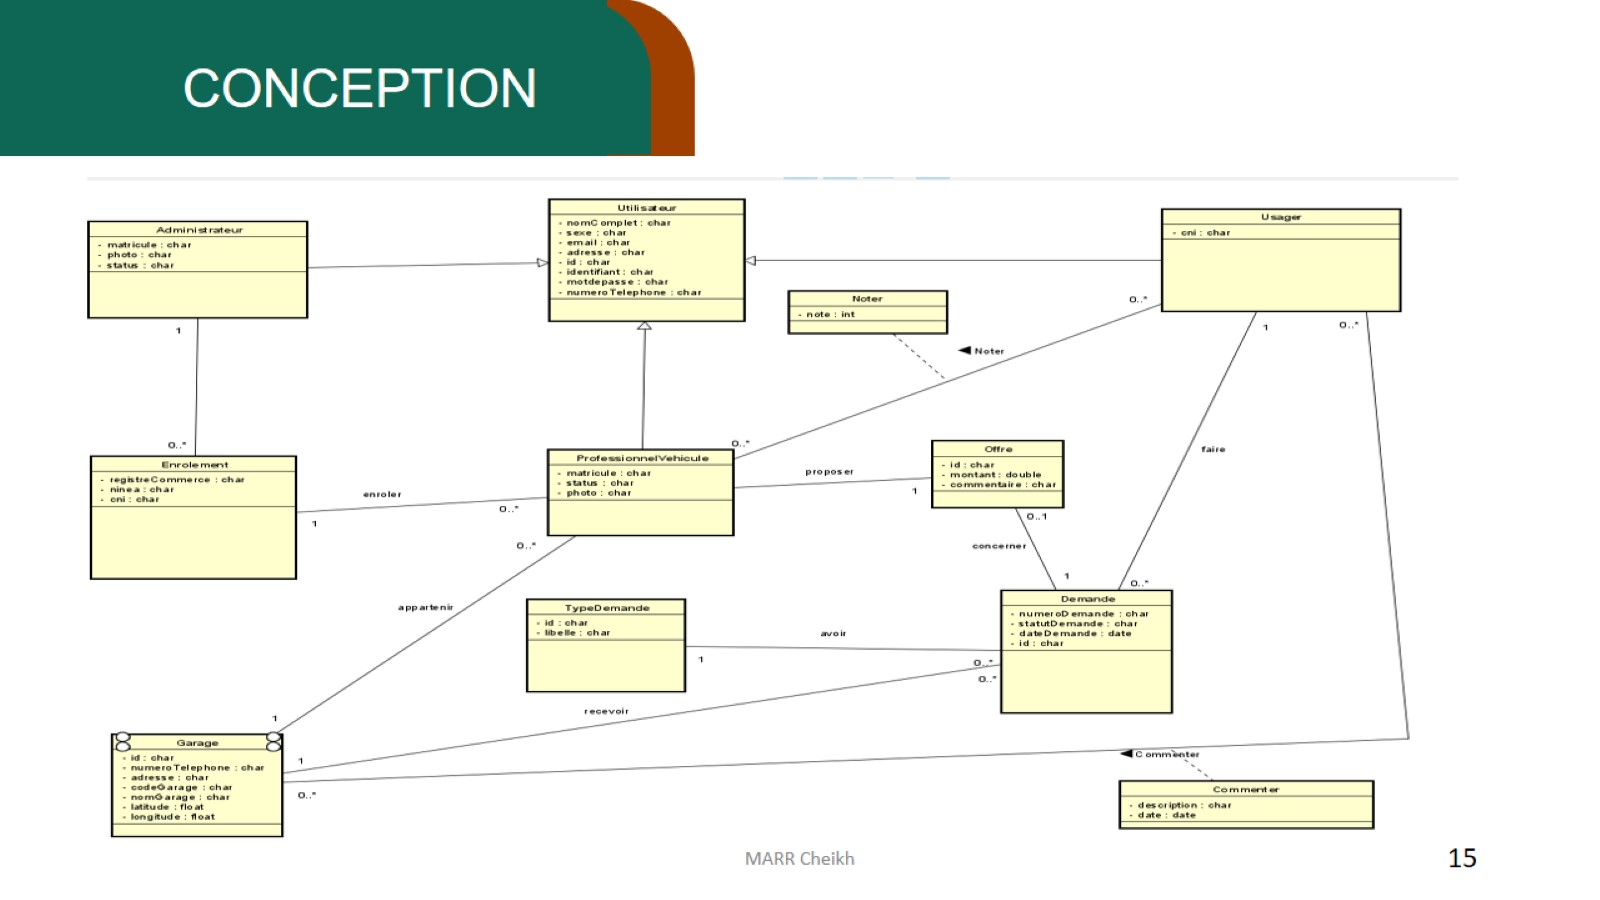 CONCEPTION
Administrateur
- matricule : char
- photo : char
- status : char
Utilisateur
- nomComplet : char
- sexe : char
- email : char
- adresse : char
- id : char
- identifiant : char
- motdepasse : char
- numeroTelephone : char
Usager
- cni : char
Noter
- note : int
0..*
Noter
1
1
0..*
0..*
0..*
Enrolement
- registreCommerce : char
- ninea : char
- cni : char
enroler
1
0..*
ProfessionnelVehicule
- matricule : char
- status : char
- photo : char
0..*
proposer
1
Offre
- id : char
- montant : double
- commentaire : char
faire
0..1
concerner
1
0..*
appartenir
TypeDemande
- id : char
- libelle : char
avoir
1
0..*
0..*
Demande
- numeroDemande : char
- statutDemande : char
- dateDemande : date
- id : char
recevoir
1
1
0..*
Garage
- id : char
- numeroTelephone : char
- adresse : char
- codeGarage : char
- nomGarage : char
- latitude : float
- longitude : float
Commenter
Commenter
- description : char
- date : date
MARR Cheikh
15